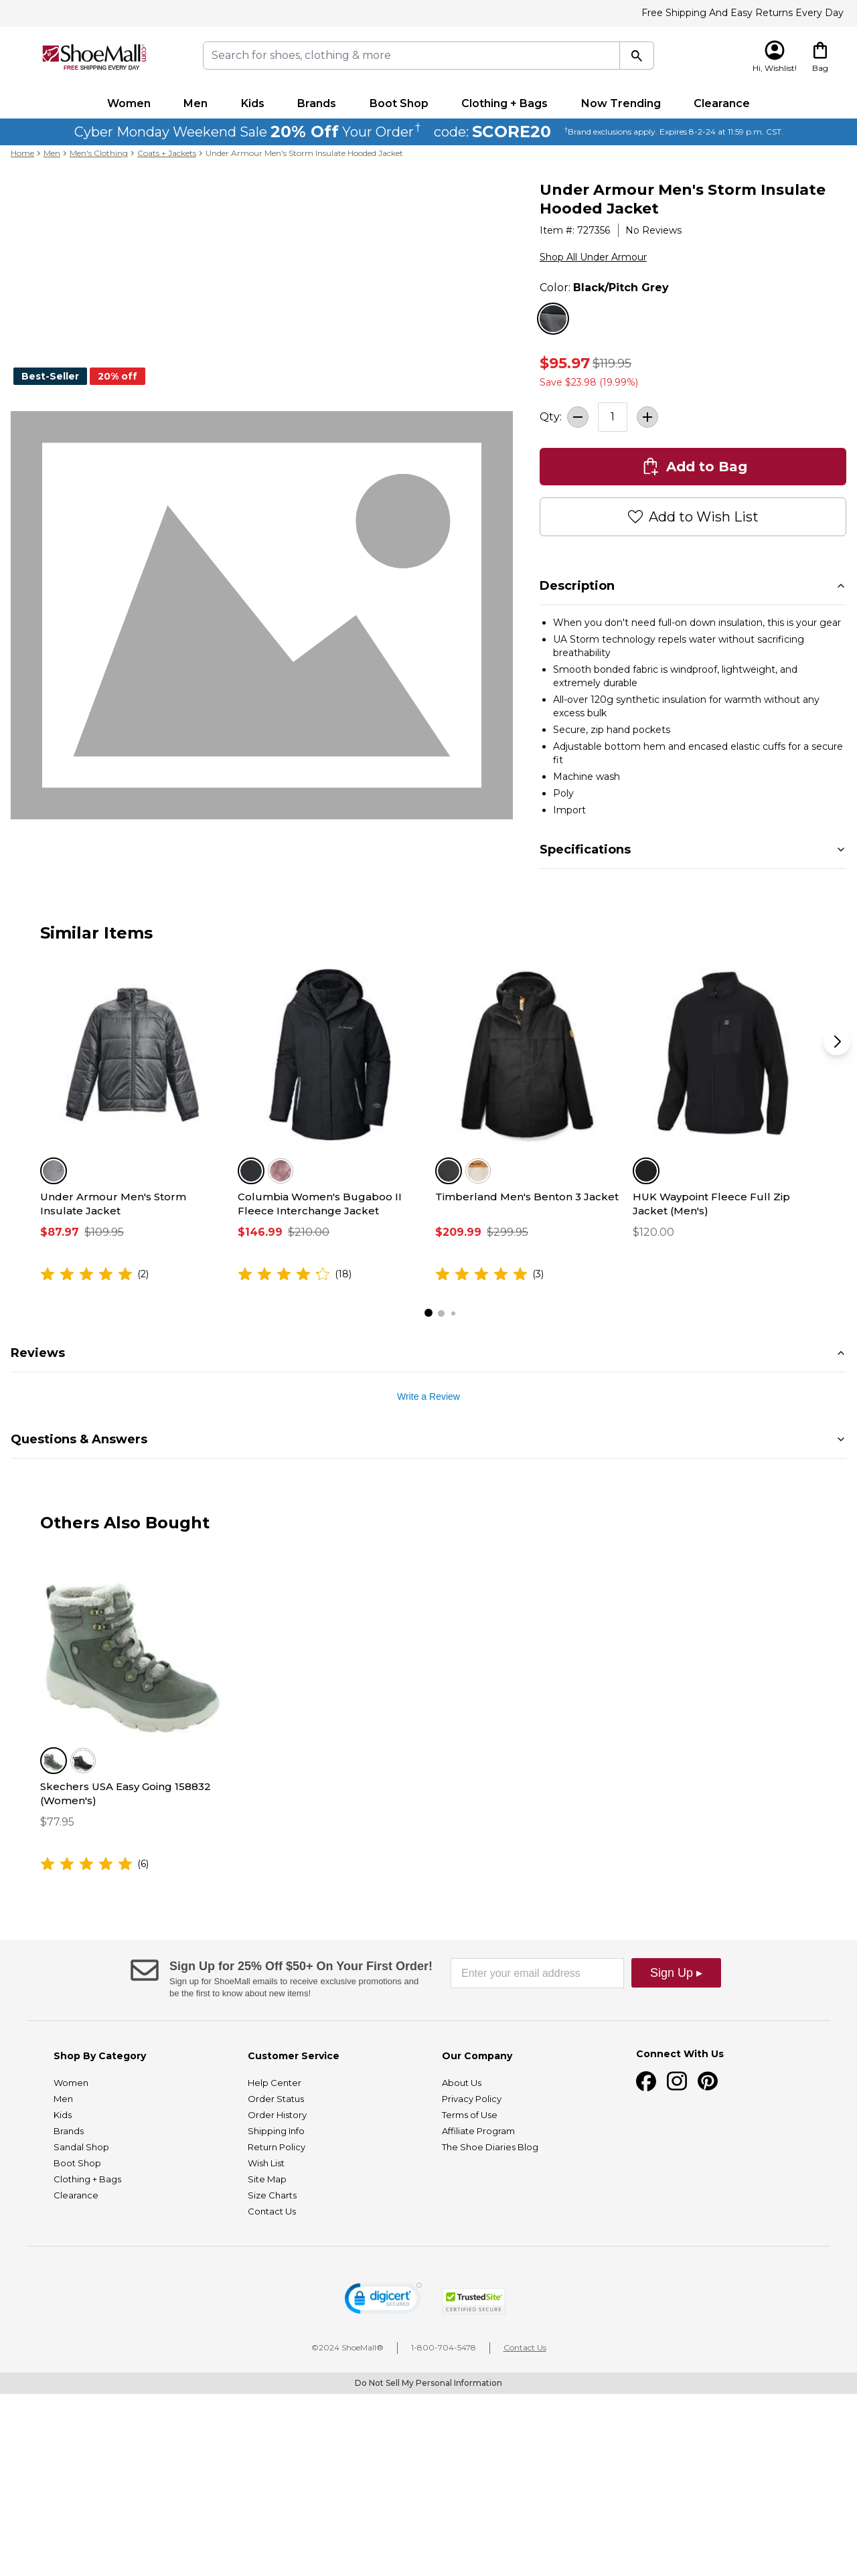 Free Shipping And Easy Returns Every Day
ShoeMall.com
FREE SHIPPING EVERY DAY
Search for shoes, clothing & more
Hi, Wishlist!
Bag
Women
Men
Kids
Brands
Boot Shop
Clothing + Bags
Now Trending
Clearance
Cyber Monday Weekend Sale 20% Off Your Order† code: SCORE20 †Brand exclusions apply. Expires 8-2-24 at 11:59 p.m. CST.
Home > Men > Men's Clothing > Coats + Jackets > Under Armour Men's Storm Insulate Hooded Jacket
Under Armour Men's Storm Insulate
Hooded Jacket
Item #: 727356 | No Reviews
Shop All Under Armour
Color: Black/Pitch Grey
Best-Seller
20% off
$95.97 $119.95
Save $23.98 (19.99%)
Qty: 1
Add to Bag
Add to Wish List
Description
• When you don't need full-on down insulation, this is your gear
• UA Storm technology repels water without sacrificing
breathability
• Smooth bonded fabric is windproof, lightweight, and
extremely durable
• All-over 120g synthetic insulation for warmth without any
excess bulk
• Secure, zip hand pockets
• Adjustable bottom hem and encased elastic cuffs for a secure
fit
• Machine wash
• Poly
• Import
Specifications
Similar Items
Under Armour Men's Storm
Insulate Jacket
$87.97 $109.95
(2)
Columbia Women's Bugaboo II
Fleece Interchange Jacket
$146.99 $210.00
(18)
Timberland Men's Benton 3 Jacket
$209.99 $299.95
(3)
HUK Waypoint Fleece Full Zip
Jacket (Men's)
$120.00
Reviews
Write a Review
Questions & Answers
Others Also Bought
Skechers USA Easy Going 158832
(Women's)
$77.95
(6)
Sign Up for 25% Off $50+ On Your First Order!
Sign up for ShoeMall emails to receive exclusive promotions and
be the first to know about new items!
Enter your email address
Sign Up ▸
Shop By Category
Women
Men
Kids
Brands
Sandal Shop
Boot Shop
Clothing + Bags
Clearance
Customer Service
Help Center
Order Status
Order History
Shipping Info
Return Policy
Wish List
Site Map
Size Charts
Contact Us
Our Company
About Us
Privacy Policy
Terms of Use
Affiliate Program
The Shoe Diaries Blog
Connect With Us
digicert
SECURED
TrustedSite
CERTIFIED SECURE
©2024 ShoeMall® | 1-800-704-5478 | Contact Us
Do Not Sell My Personal Information